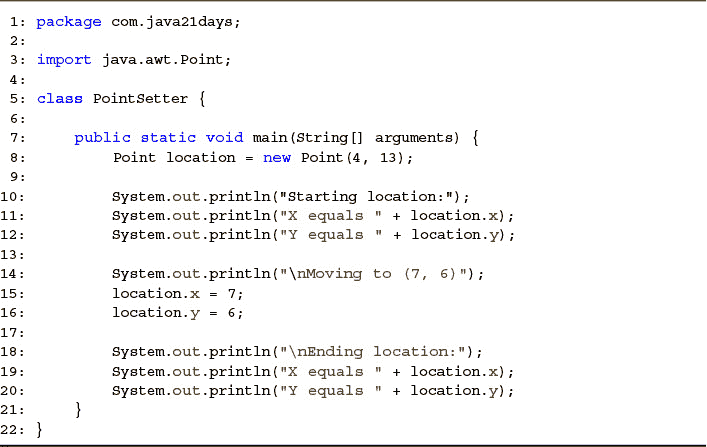 1: package com.java21days;
2:
3: import java.awt.Point;
4:
5: class PointSetter {
6:
7:     public static void main(String[] arguments) {
8:         Point location = new Point(4, 13);
9:
10:         System.out.println("Starting location:");
11:         System.out.println("X equals " + location.x);
12:         System.out.println("Y equals " + location.y);
13:
14:         System.out.println("\nMoving to (7, 6)");
15:         location.x = 7;
16:         location.y = 6;
17:
18:         System.out.println("\nEnding location:");
19:         System.out.println("X equals " + location.x);
20:         System.out.println("Y equals " + location.y);
21:     }
22: }